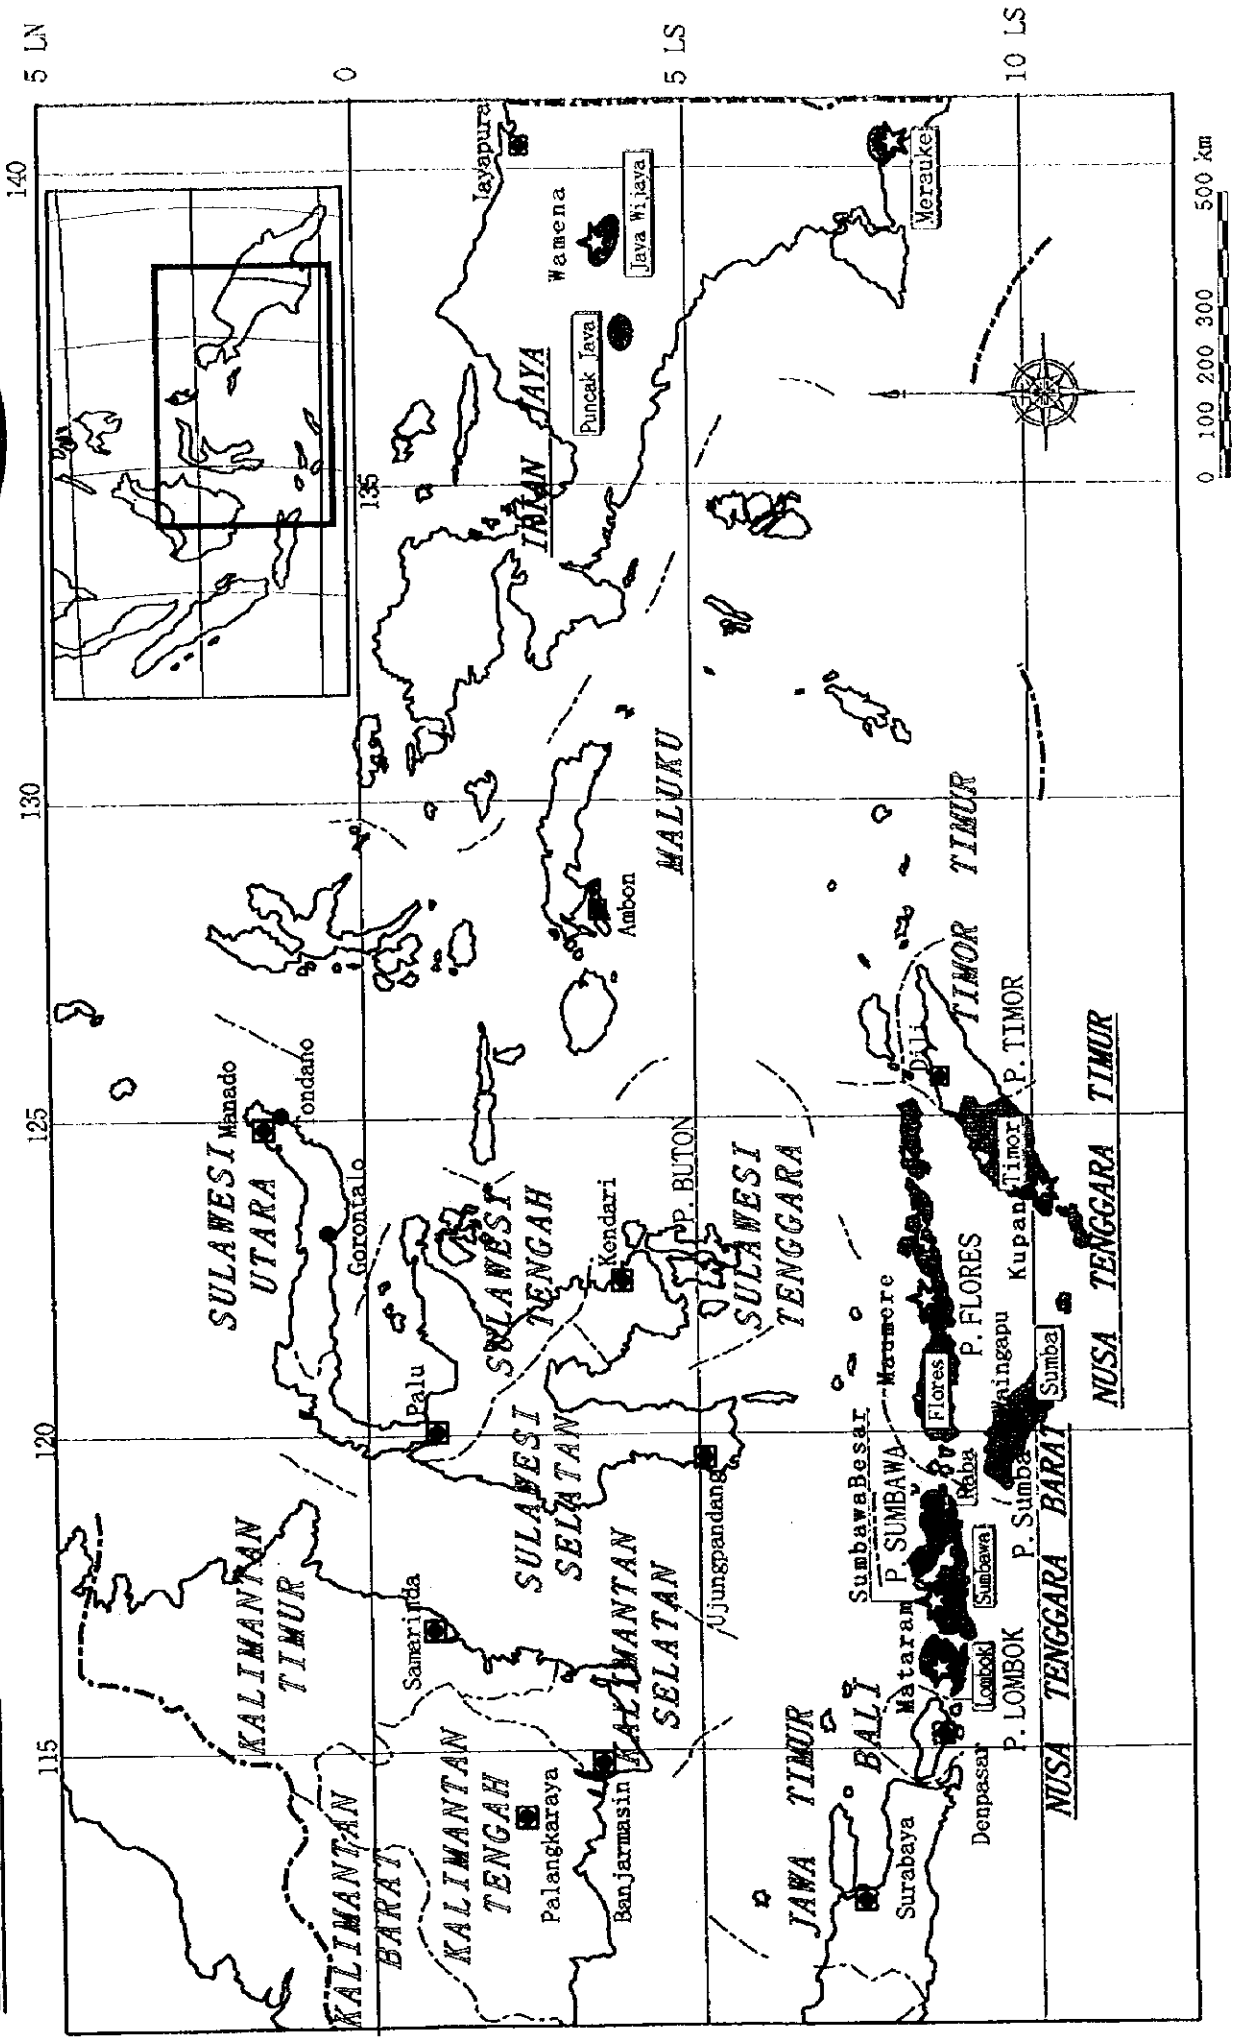 115
120
125
130
135
140
5 LN
0
5 LS
10 LS
KALIMANTAN
TIMUR
KALIMANTAN
BARAT
KALIMANTAN
TENGAH
Palangkaraya
Banjarmasin
KALIMANTAN
SELATAN
Samarinda
SULAWESI
UTARA
Manado
Tondano
Gorontalo
Palu
SULAWESI
TENGAH
SULAWESI
SELATAN
Ujungpandang
Kendari
P. BUTON
SULAWESI
TENGGARA
Ambon
MALUKU
IRIAN JAYA
Jayapura
Wamena
Jaya Wijaya
Puncak Jaya
Merauke
JAWA TIMUR
Surabaya
BALI
Denpasar
Mataram
Lombok
P. LOMBOK
SumbawaBesar
P. SUMBAWA
Sumbawa
Raba
NUSA TENGGARA BARAT
Maumere
Flores
P. FLORES
Waingapu
Sumba
P. Sumba
Kupan
Timor
P. TIMOR
Dili
TIMOR TIMUR
NUSA TENGGARA TIMUR
0 100 200 300 500 km